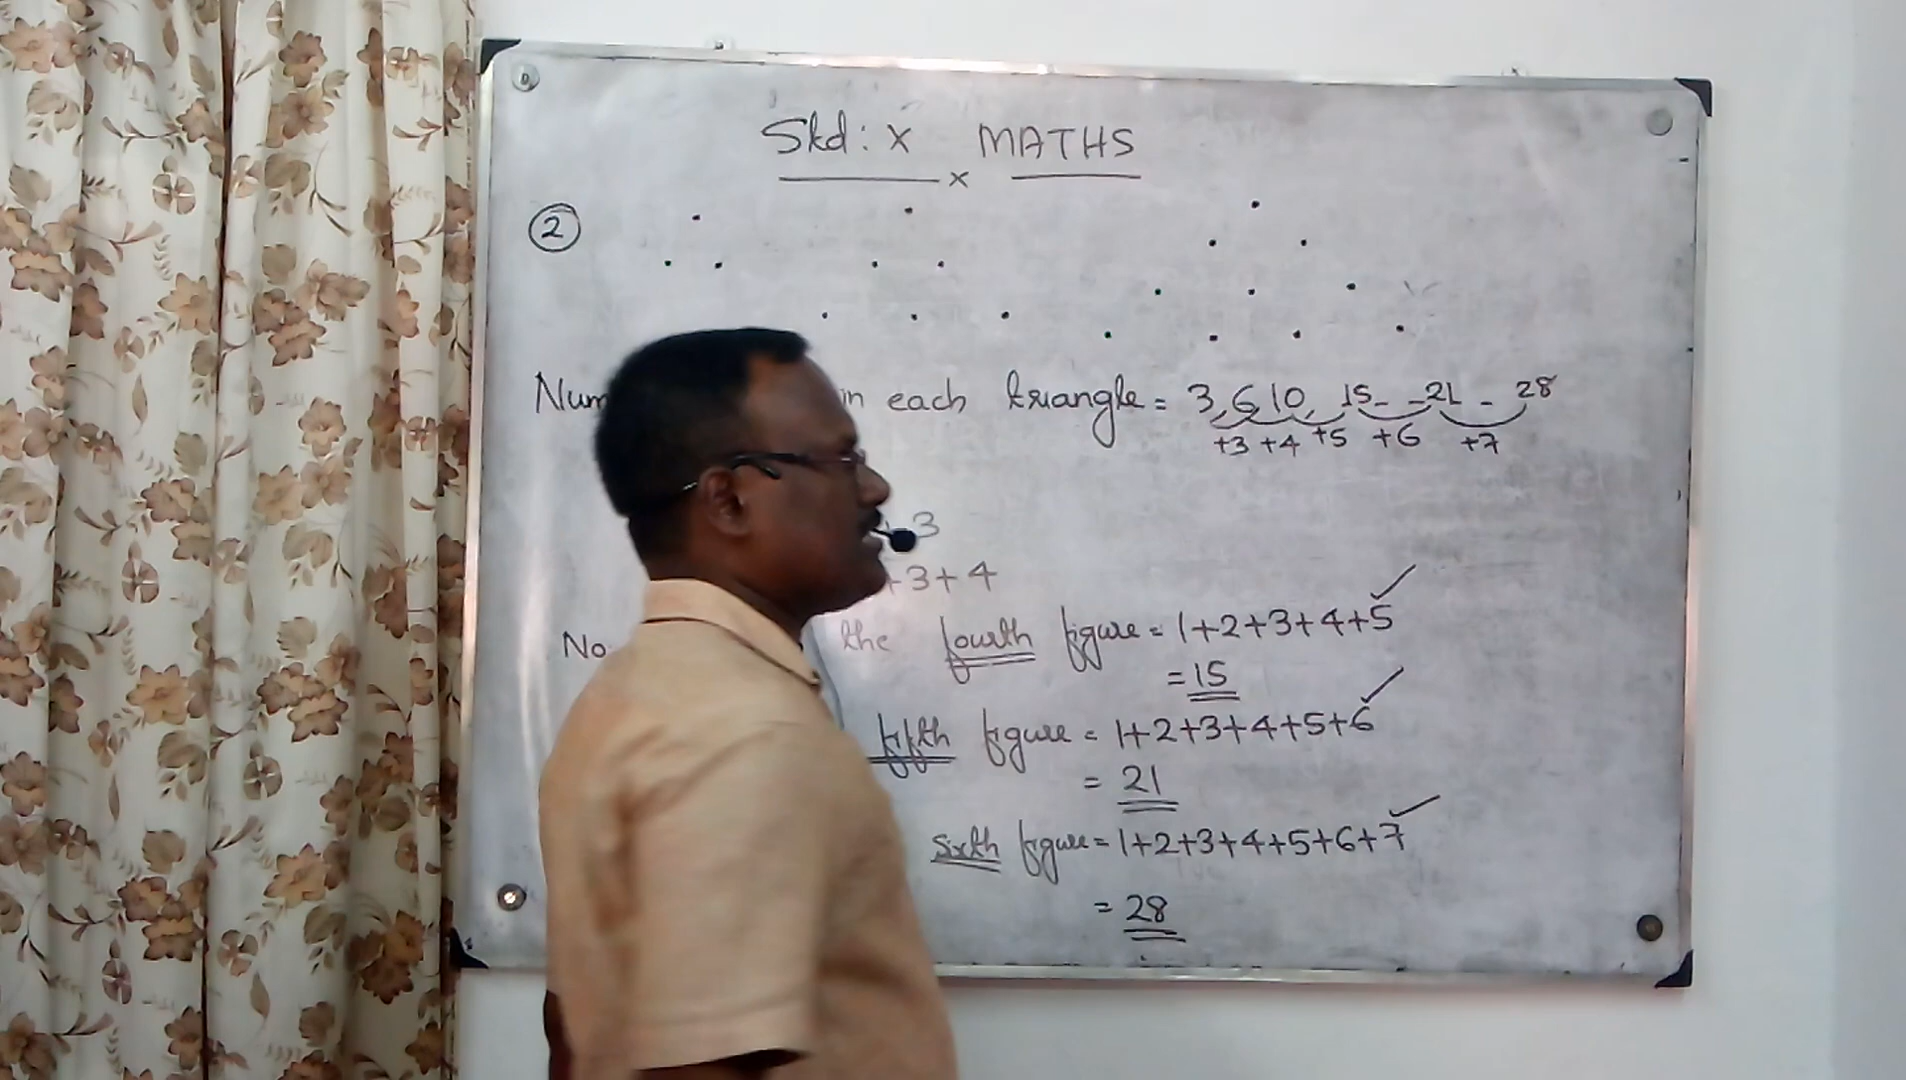 Std: X MATHS
x
2
in each triangle = 3, 6, 10, 15 - - 21 - 28
+3 +4 +5 +6 +7
3
+3+4
No the fourth figure = 1+2+3+4+5
= 15
fifth figure = 1+2+3+4+5+6
= 21
sixth figure = 1+2+3+4+5+6+7
= 28